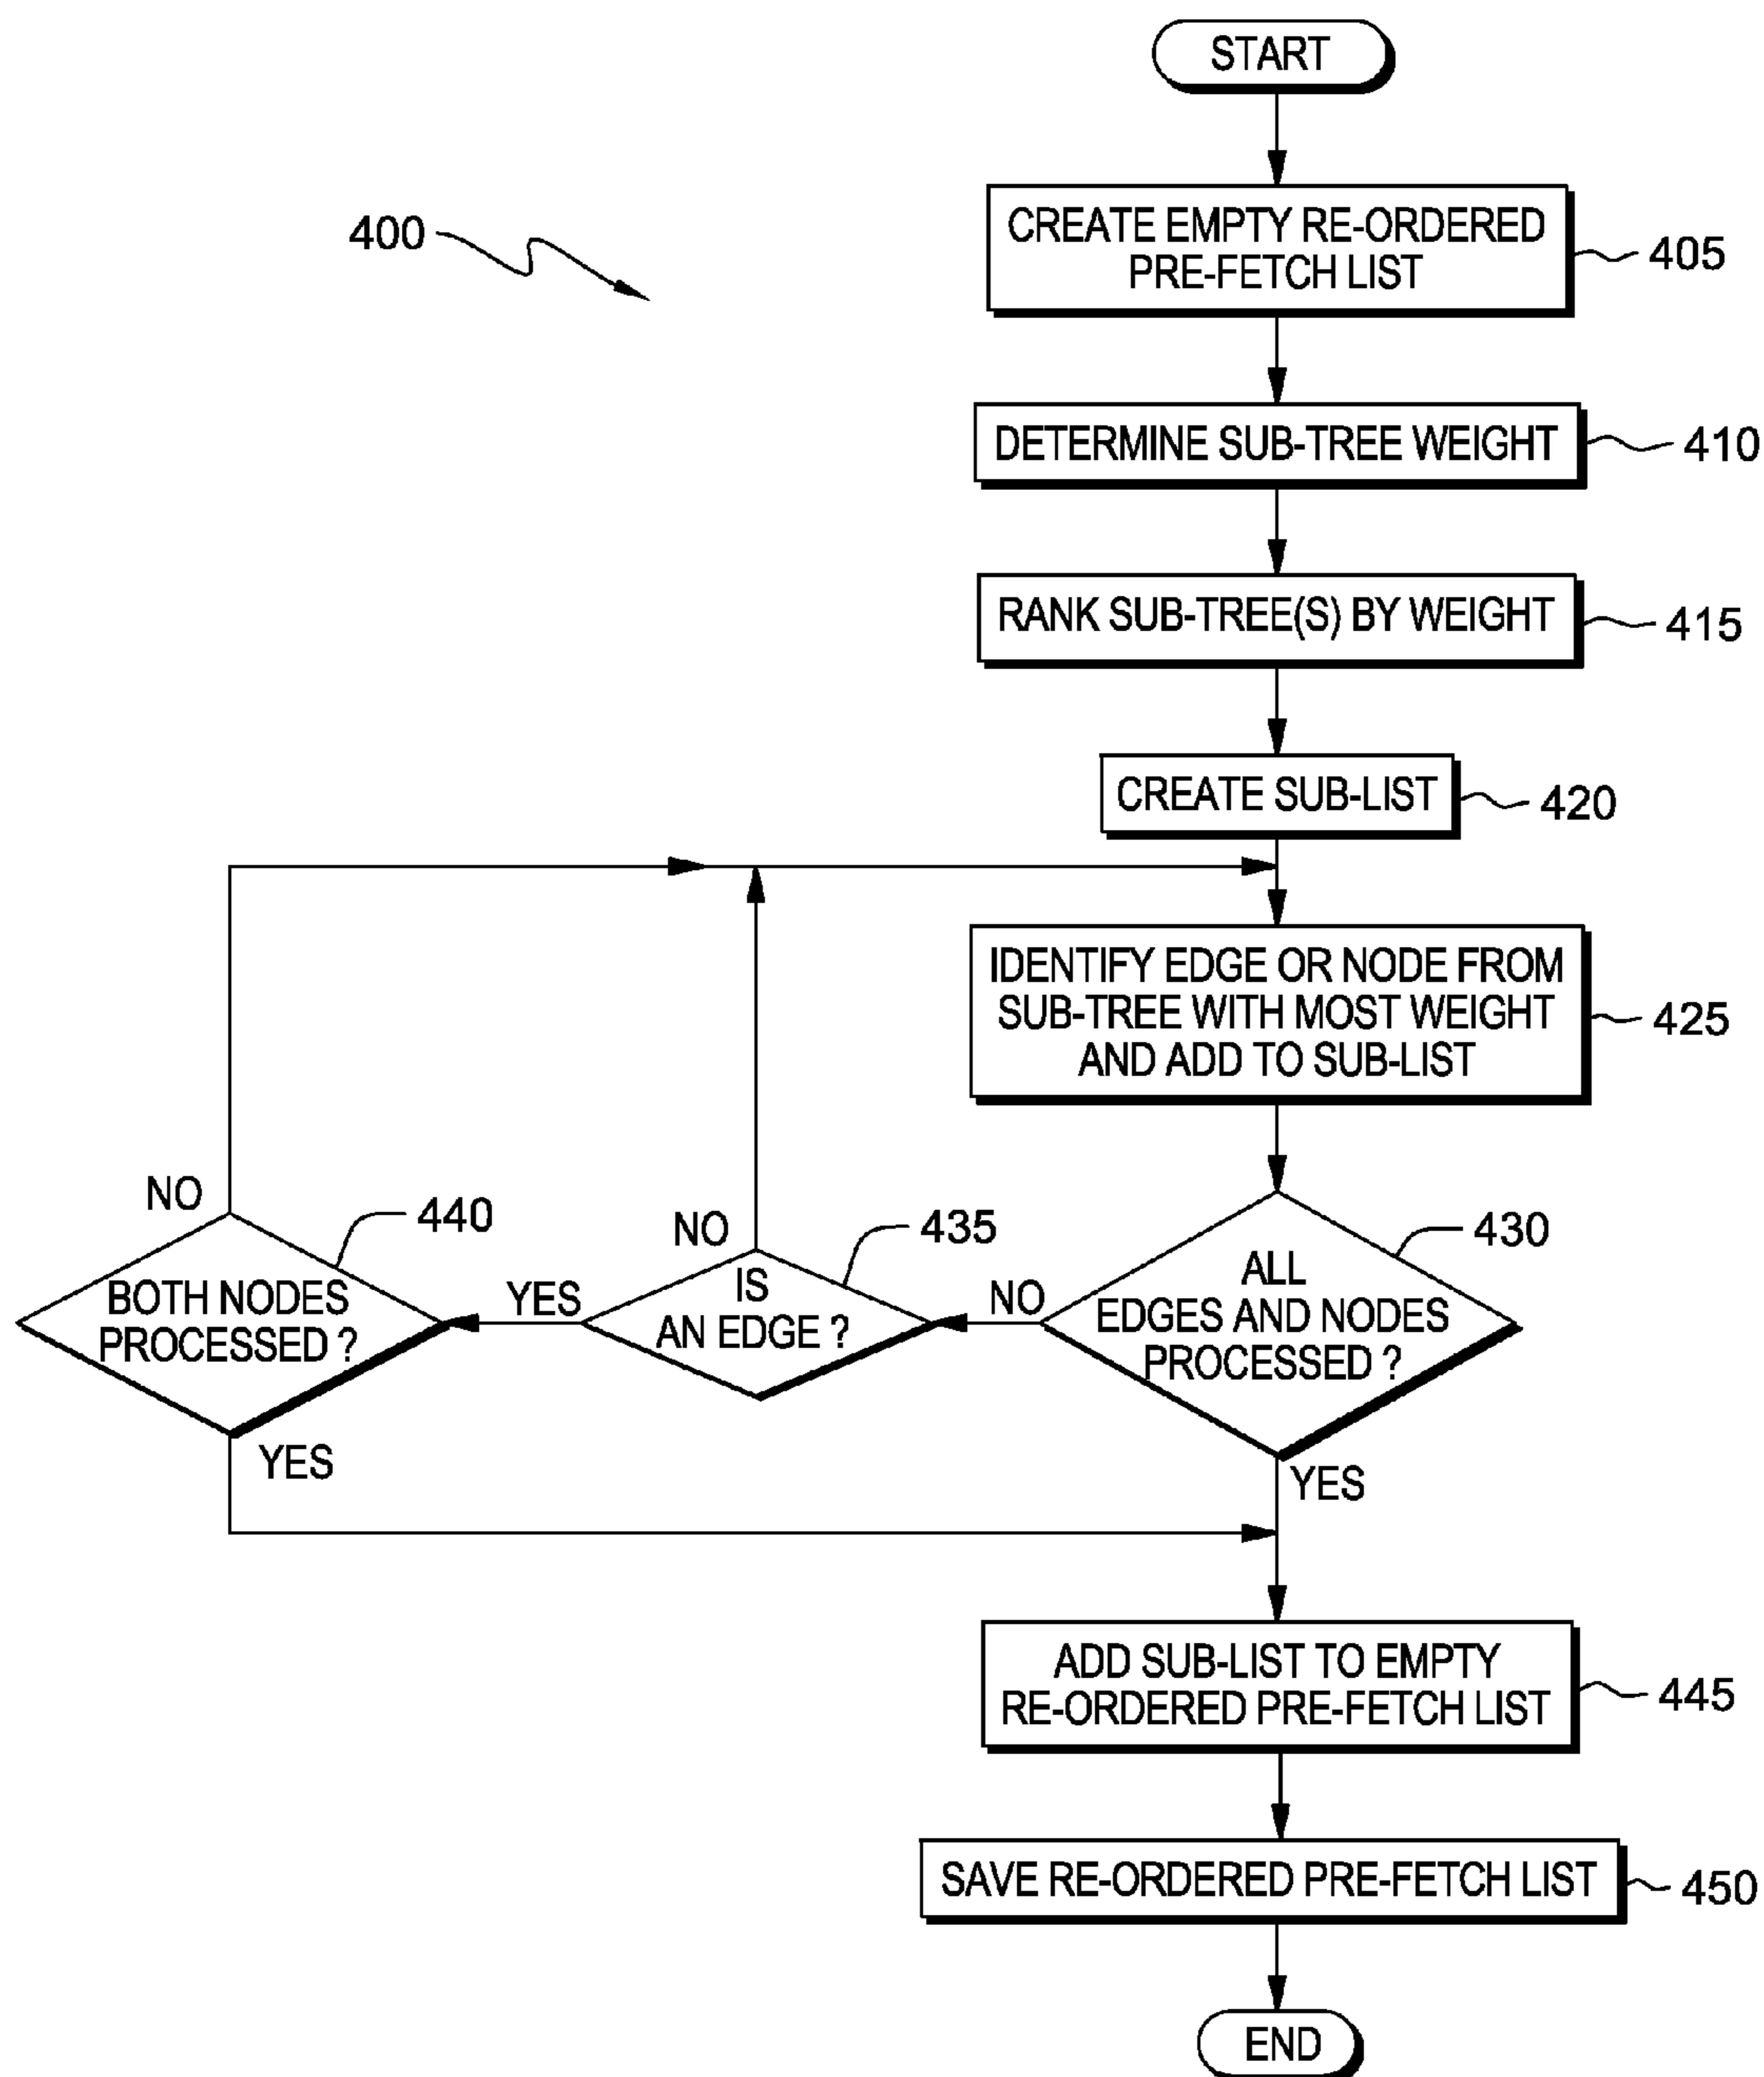 START
400
CREATE EMPTY RE-ORDERED
PRE-FETCH LIST
405
DETERMINE SUB-TREE WEIGHT
410
RANK SUB-TREE(S) BY WEIGHT
415
CREATE SUB-LIST
420
IDENTIFY EDGE OR NODE FROM
SUB-TREE WITH MOST WEIGHT
AND ADD TO SUB-LIST
425
NO
440
BOTH NODES
PROCESSED ?
YES
YES
NO
435
IS
AN EDGE ?
NO
430
ALL
EDGES AND NODES
PROCESSED ?
YES
ADD SUB-LIST TO EMPTY
RE-ORDERED PRE-FETCH LIST
445
SAVE RE-ORDERED PRE-FETCH LIST
450
END